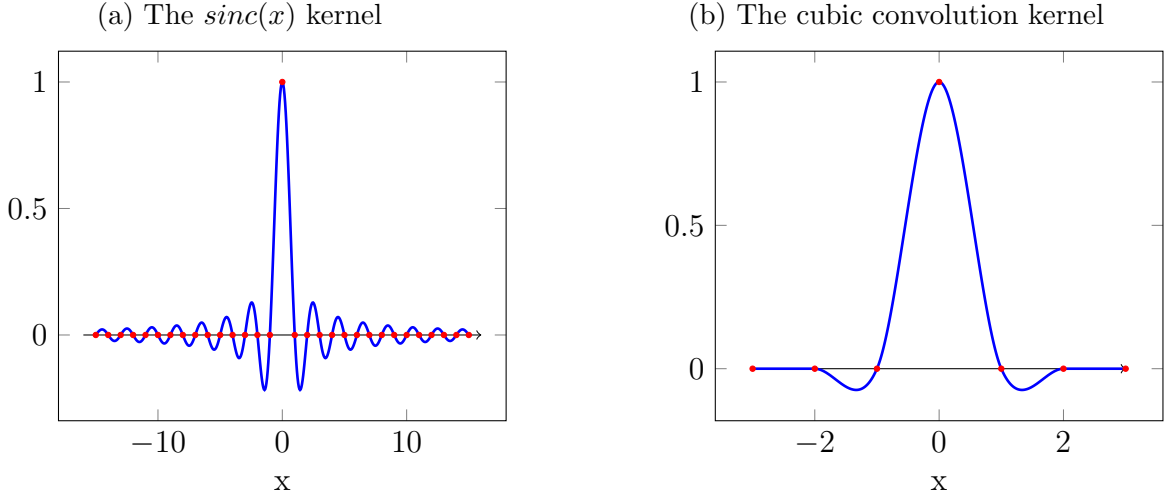 (a) The sinc(x) kernel
1
0.5
0
−10 0 10
x
(b) The cubic convolution kernel
1
0.5
0
−2 0 2
x